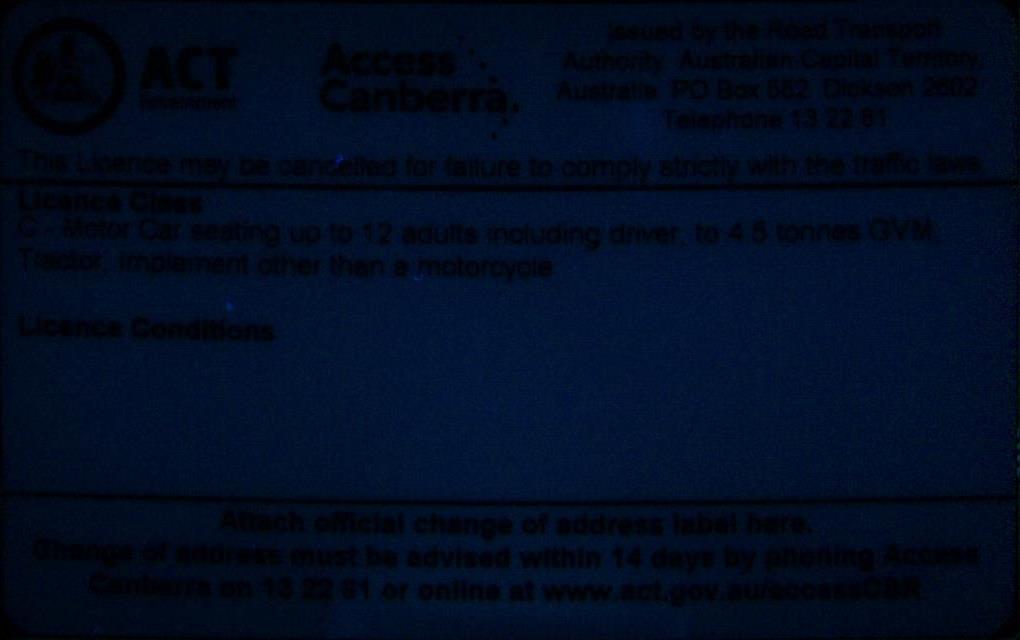 ACT
Government
Access
Canberra.
Issued by the Road Transport
Authority, Australian Capital Territory,
Australia PO Box 582 Dickson 2602
Telephone 13 22 81
This Licence may be cancelled for failure to comply strictly with the traffic laws
Licence Class
C - Motor Car seating up to 12 adults including driver, to 4.5 tonnes GVM,
Tractor, Implement other than a motorcycle
Licence Conditions
Attach official change of address label here.
Change of address must be advised within 14 days by phoning Access
Canberra on 13 22 81 or online at www.act.gov.au/accessCBR